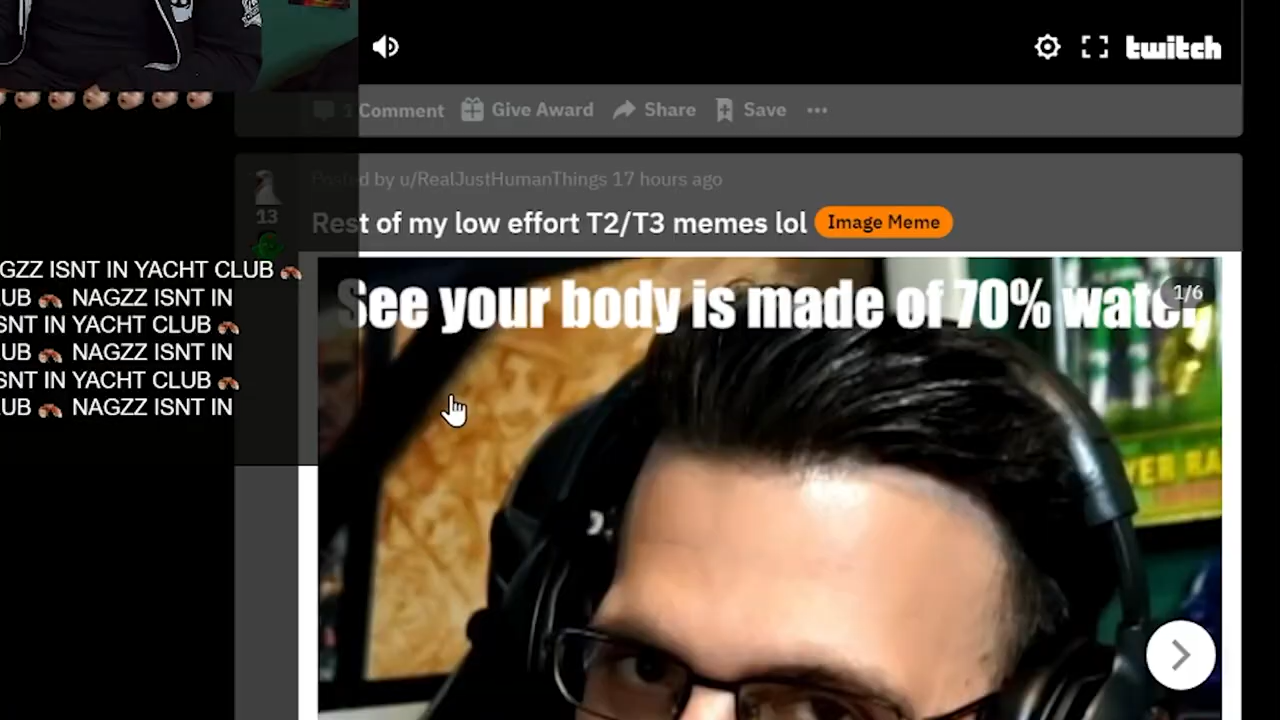 twitch
1 Comment Give Award Share Save
Posted by u/RealJustHumanThings 17 hours ago
13
Rest of my low effort T2/T3 memes lol Image Meme
See your body is made of 70% water
1/6
GZZ ISNT IN YACHT CLUB
UB NAGZZ ISNT IN
SNT IN YACHT CLUB
UB NAGZZ ISNT IN
SNT IN YACHT CLUB
UB NAGZZ ISNT IN
VER RA